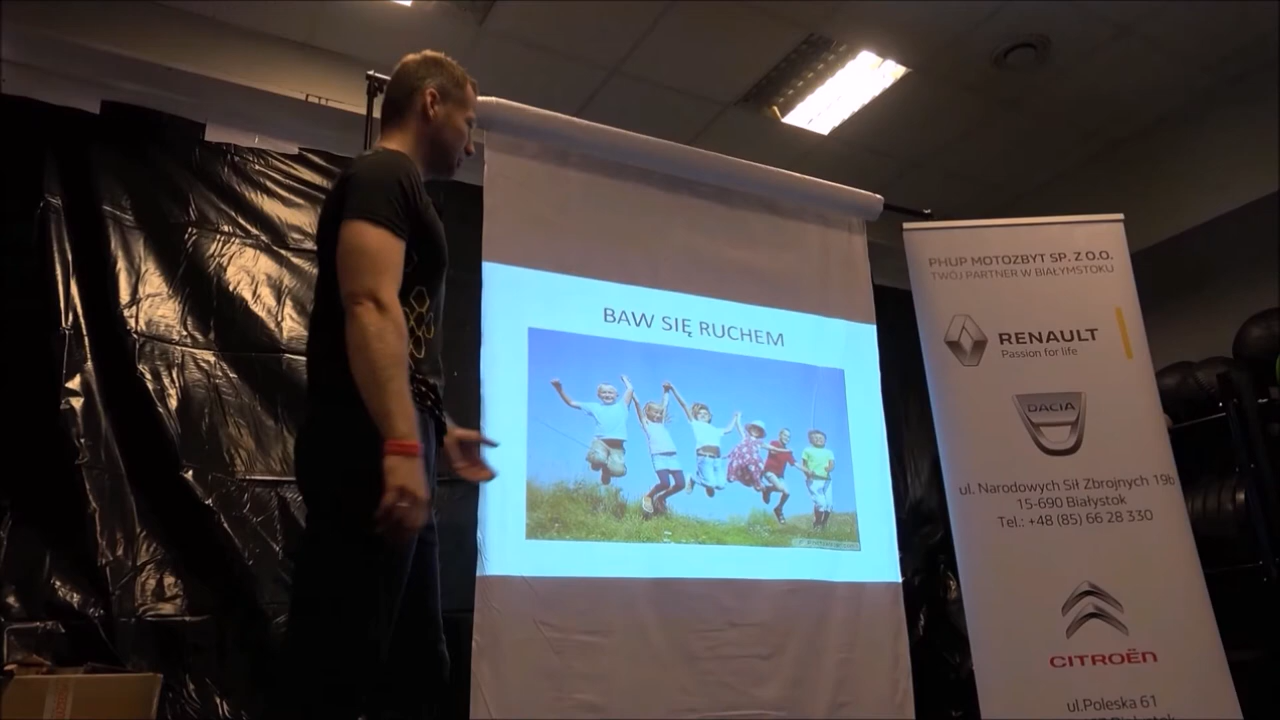 BAW SIĘ RUCHEM
PHUP MOTOZBYT SP. Z O.O.
TWÓJ PARTNER W BIAŁYMSTOKU
RENAULT
Passion for life
DACIA
ul. Narodowych Sił Zbrojnych 19b
15-690 Białystok
Tel.: +48 (85) 66 28 330
CITROËN
ul.Poleska 61